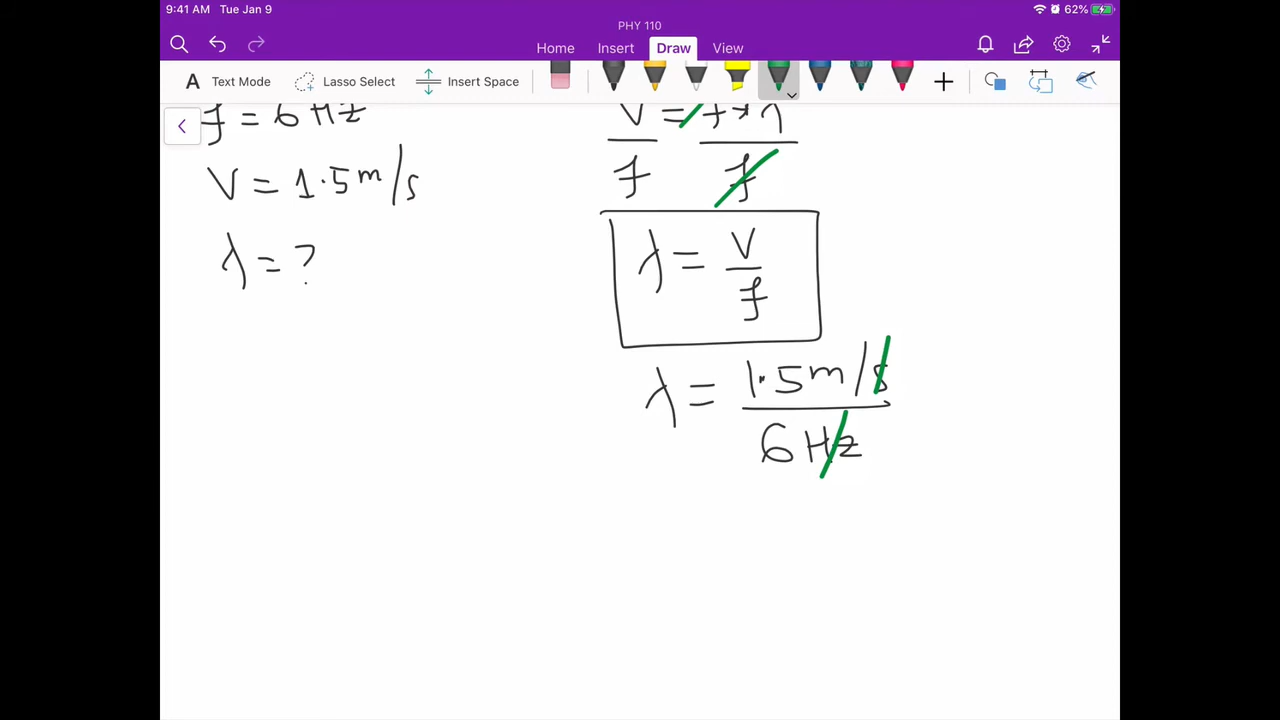 9:41 AM Tue Jan 9
62%
PHY 110
Home Insert Draw View
A Text Mode Lasso Select Insert Space
f = 6 Hz
V = f * λ
f f
V = 1.5 m/s
λ = ?
λ = V
f
λ = 1.5 m/s
6 Hz